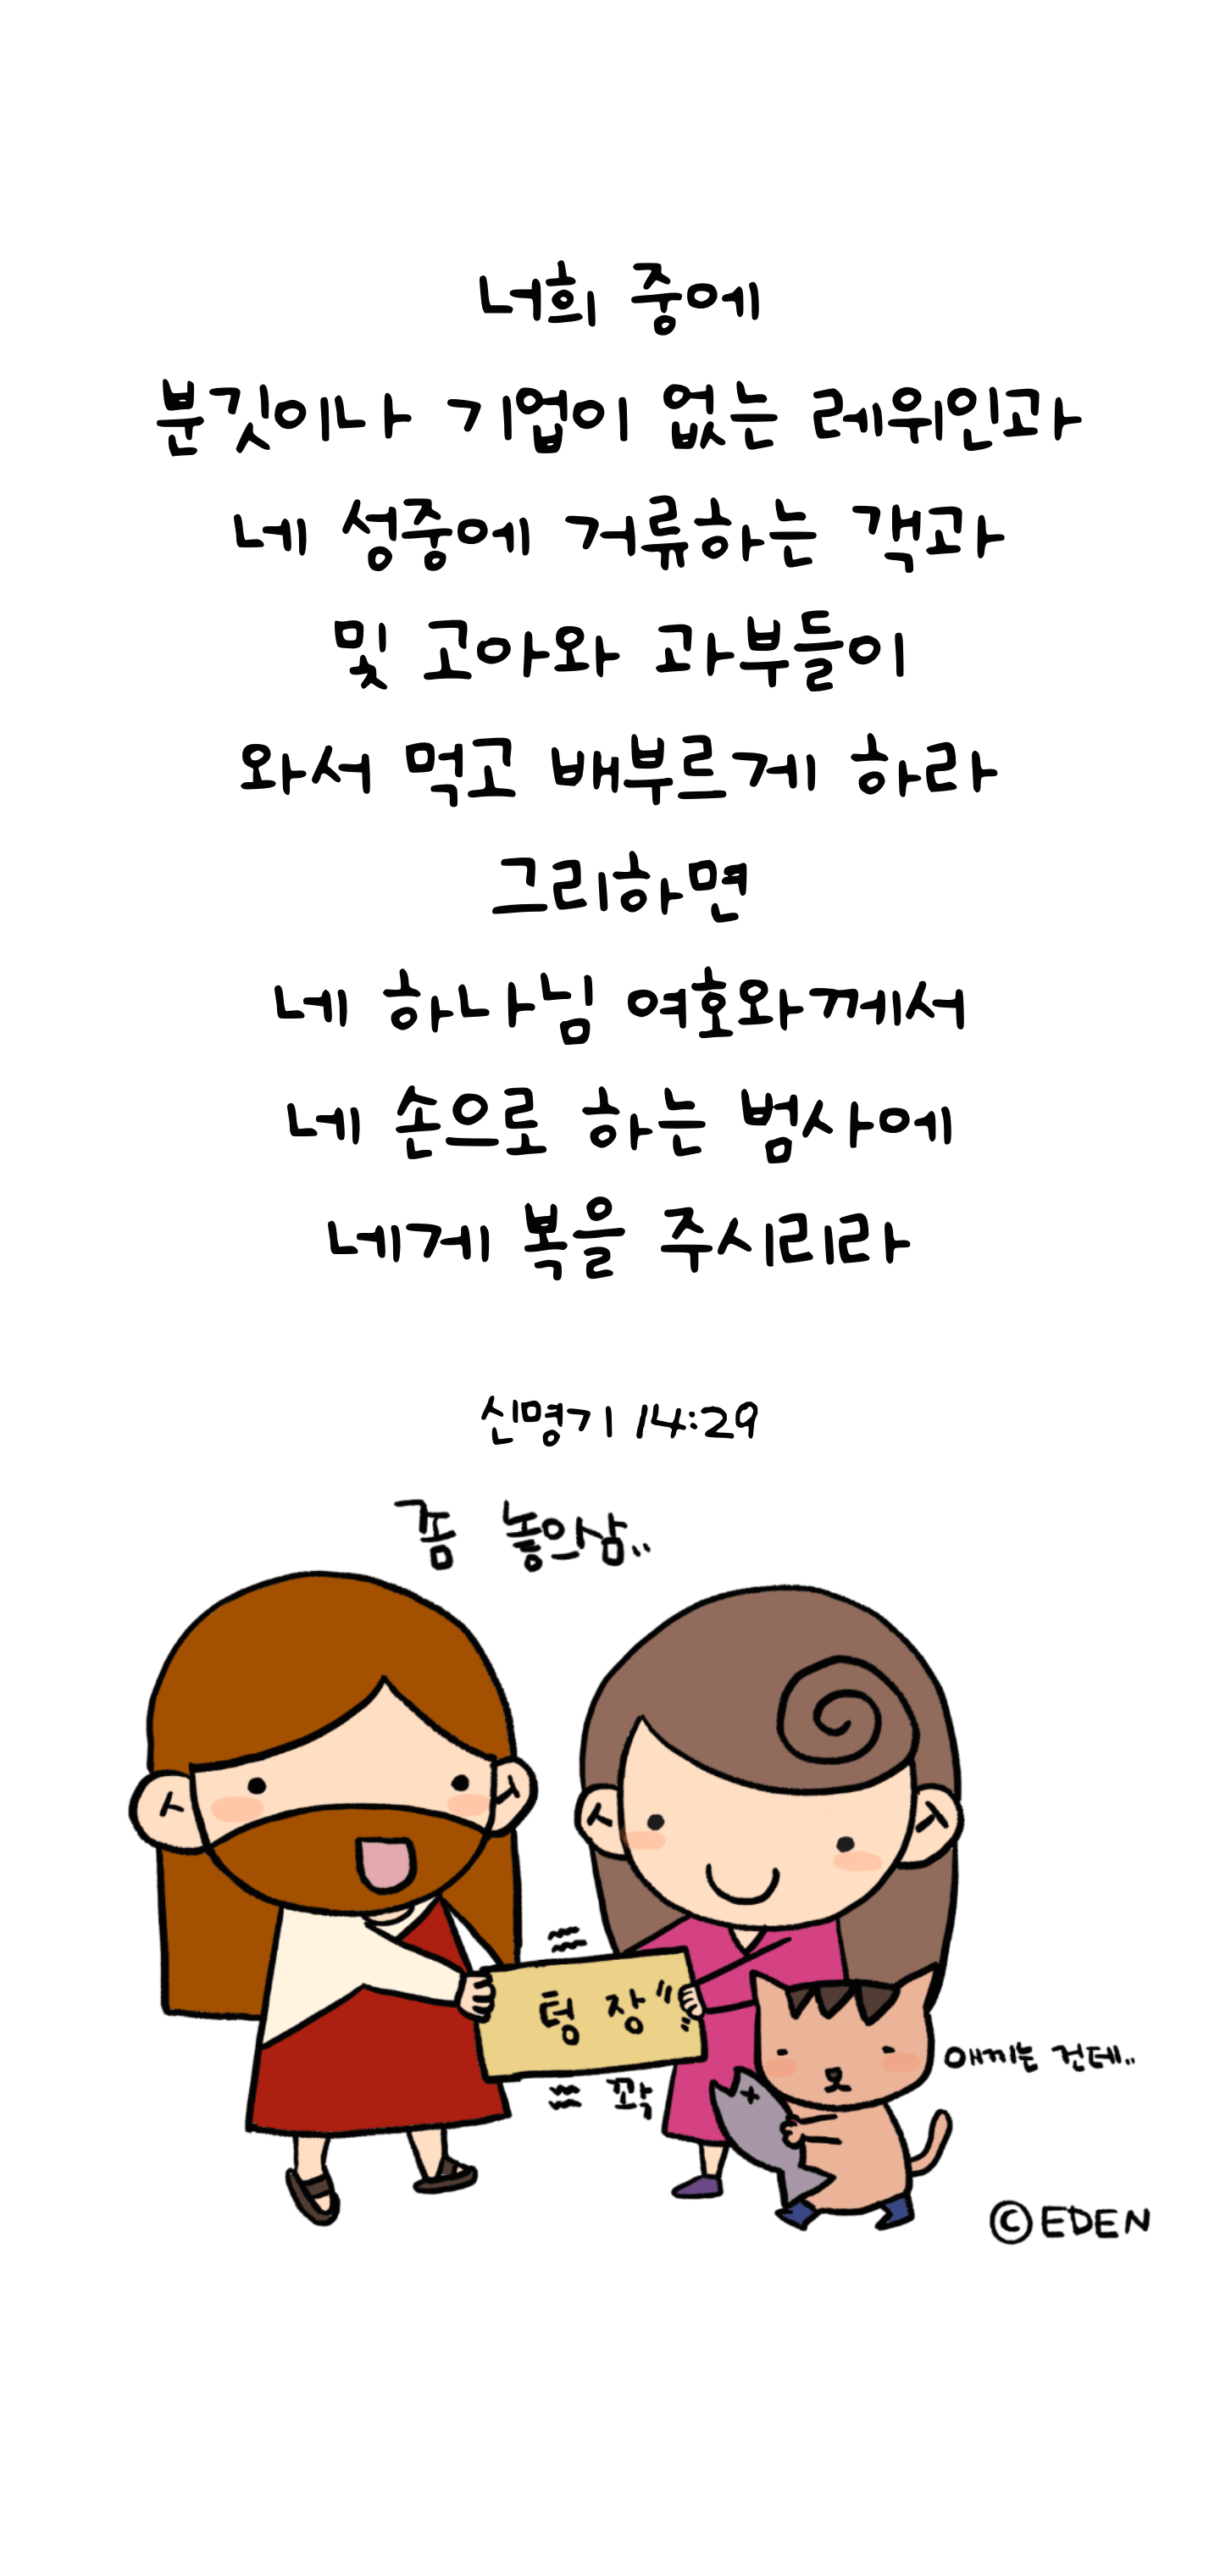 너희 중에
분깃이나 기업이 없는 레위인과
네 성중에 거류하는 객과
및 고아와 과부들이
와서 먹고 배부르게 하라
그리하면
네 하나님 여호와께서
네 손으로 하는 범사에
네게 복을 주시리라
신명기 14:29
좀 놓아삼..
텅장
꽉
애끼는 건데..
© EDEN